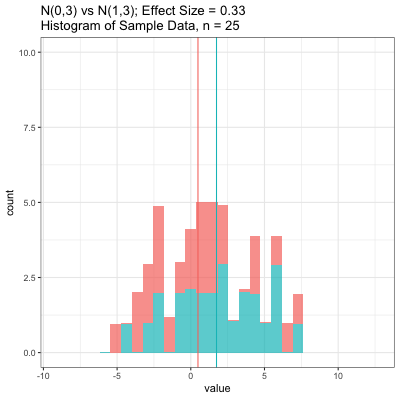 N(0,3) vs N(1,3); Effect Size = 0.33
Histogram of Sample Data, n = 25
10.0
7.5
5.0
2.5
0.0
count
-10
-5
0
5
10
value